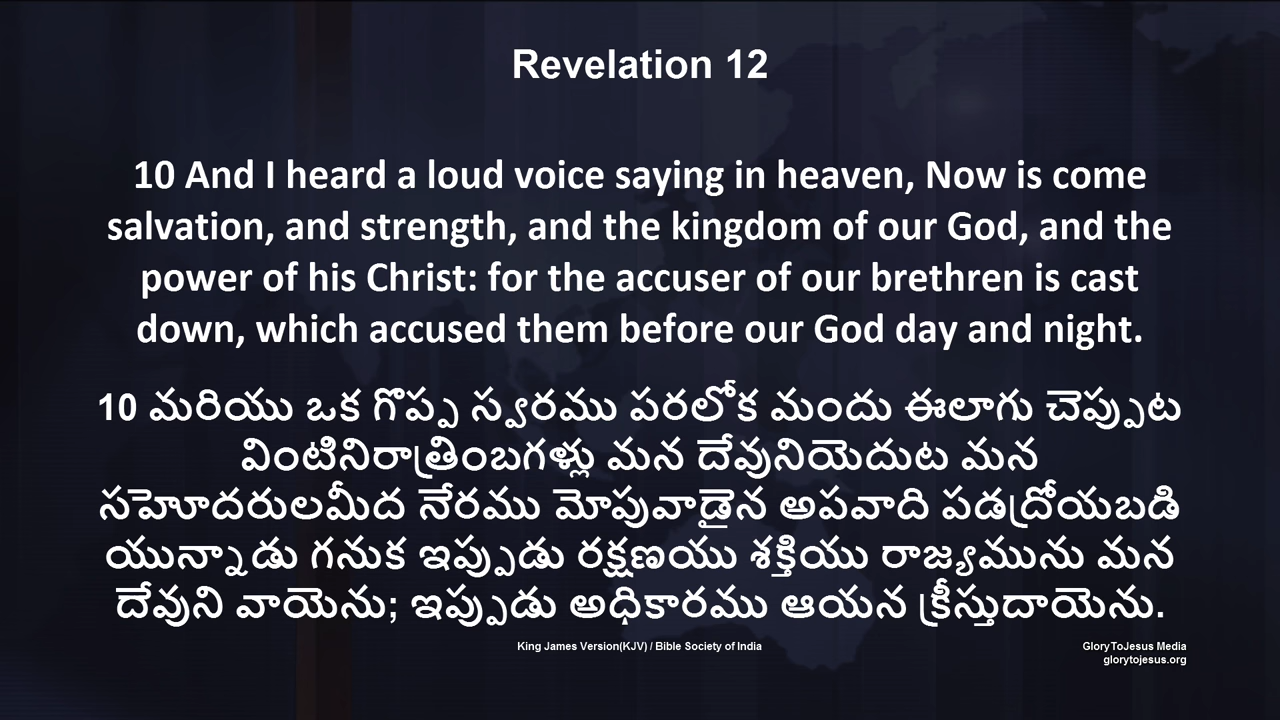 Revelation 12
10 And I heard a loud voice saying in heaven, Now is come
salvation, and strength, and the kingdom of our God, and the
power of his Christ: for the accuser of our brethren is cast
down, which accused them before our God day and night.
10 మరియు ఒక గొప్ప స్వరము పరలోక మందు ఈలాగు చెప్పుట
వింటినిరాత్రింబగళ్లు మన దేవునియెదుట మన
సహెూదరులమీద నేరము మోపువాడైన అపవాది పడద్రోయబడి
యున్నాడు గనుక ఇప్పుడు రక్షణయు శక్తియు రాజ్యమును మన
దేవుని వాయెను; ఇప్పుడు అధికారము ఆయన క్రీస్తుదాయెను.
King James Version(KJV) / Bible Society of India
GloryToJesus Media
glorytojesus.org